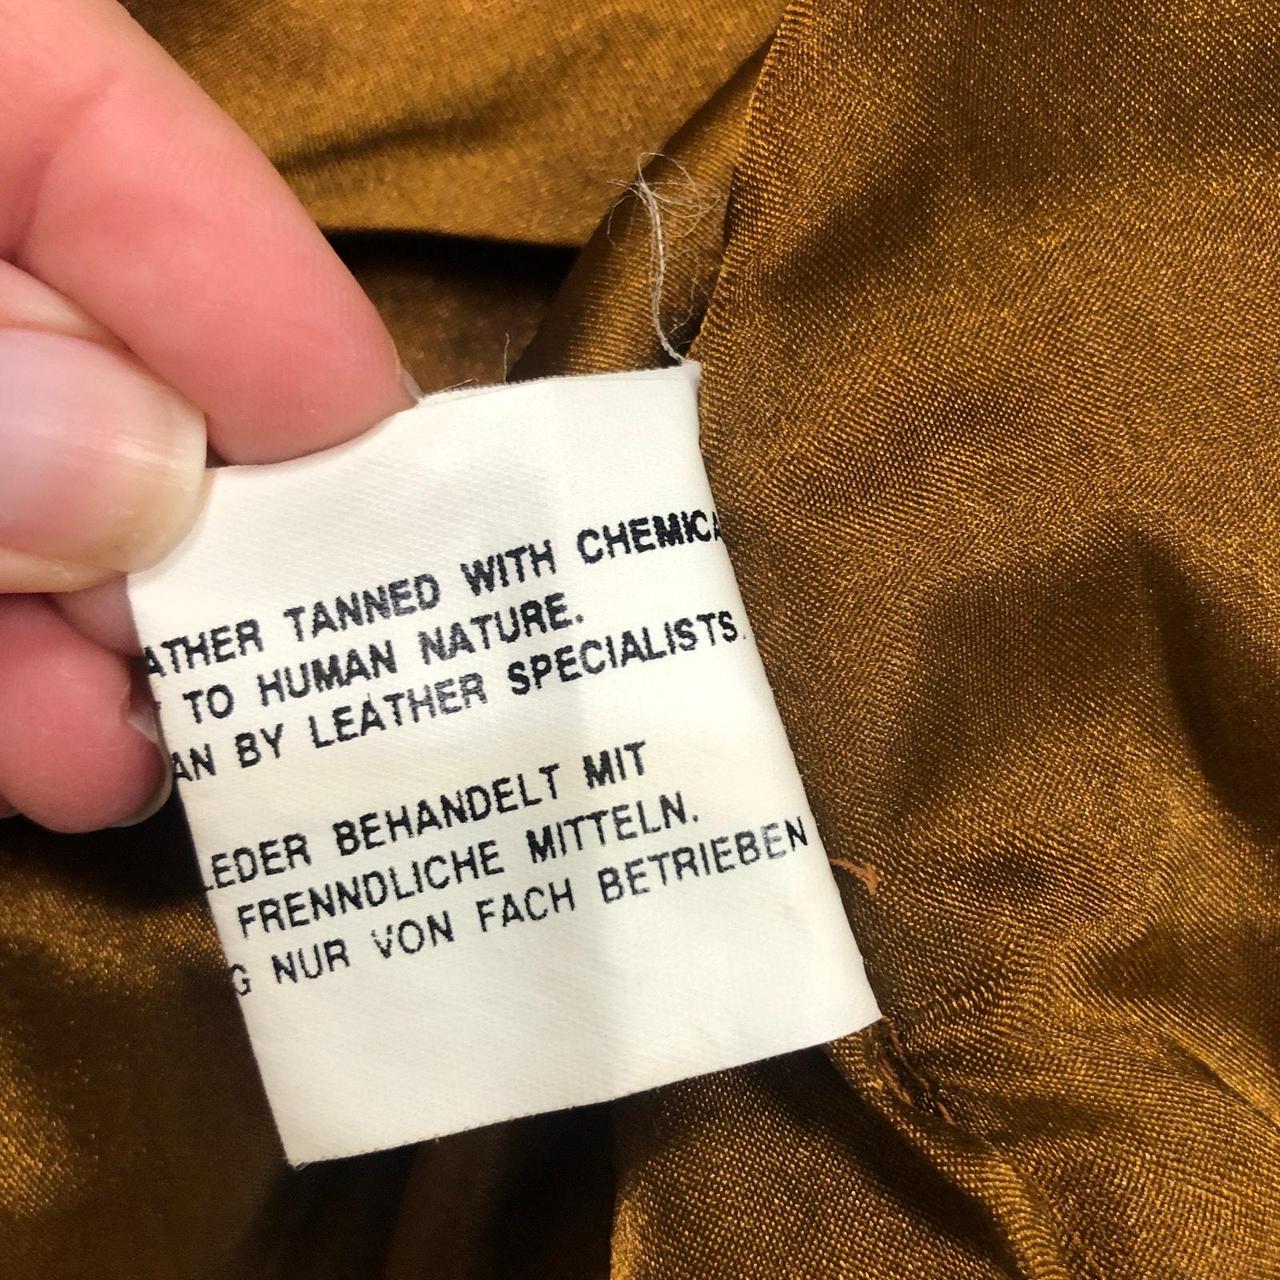 ATHER TANNED WITH CHEMICA
TO HUMAN NATURE.
AN BY LEATHER SPECIALISTS.
LEDER BEHANDELT MIT
FRENNDLICHE MITTELN.
G NUR VON FACH BETRIEBEN